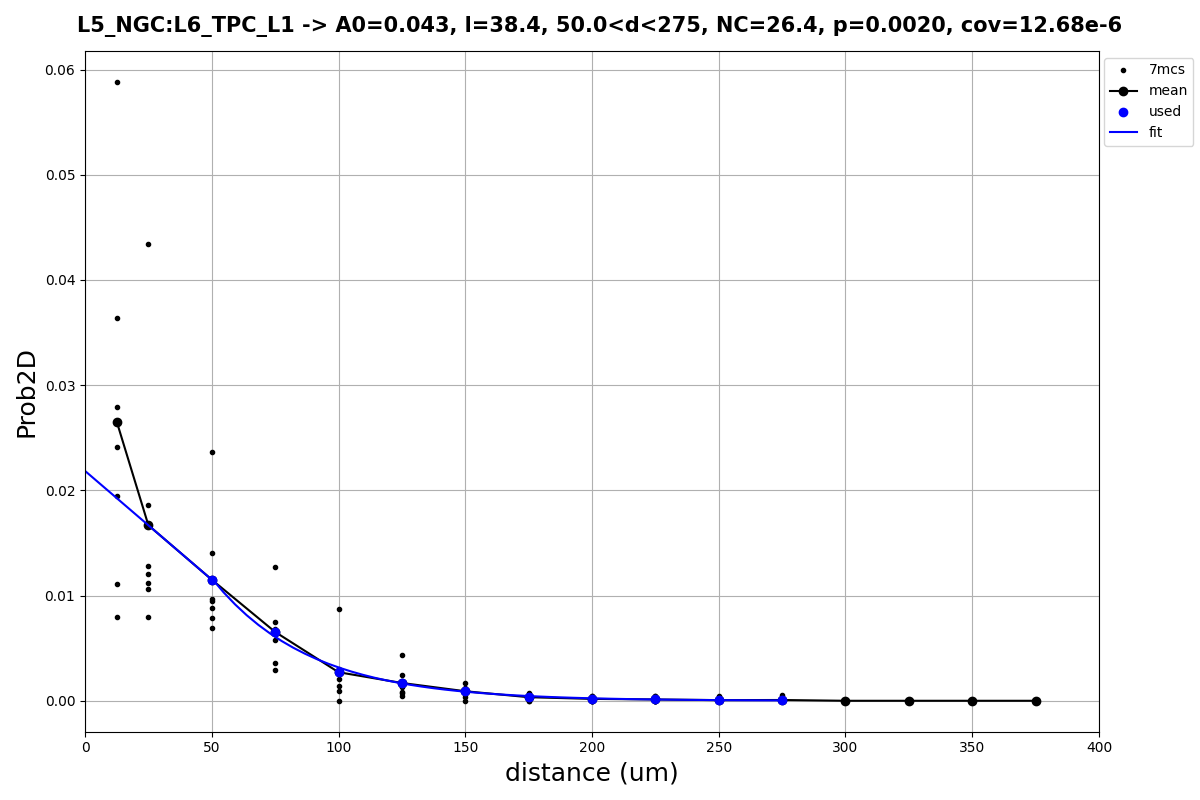 L5_NGC:L6_TPC_L1 -> A0=0.043, l=38.4, 50.0<d<275, NC=26.4, p=0.0020, cov=12.68e-6
7mcs
mean
used
fit
Prob2D
0.06
0.05
0.04
0.03
0.02
0.01
0.00
0 50 100 150 200 250 300 350 400
distance (um)